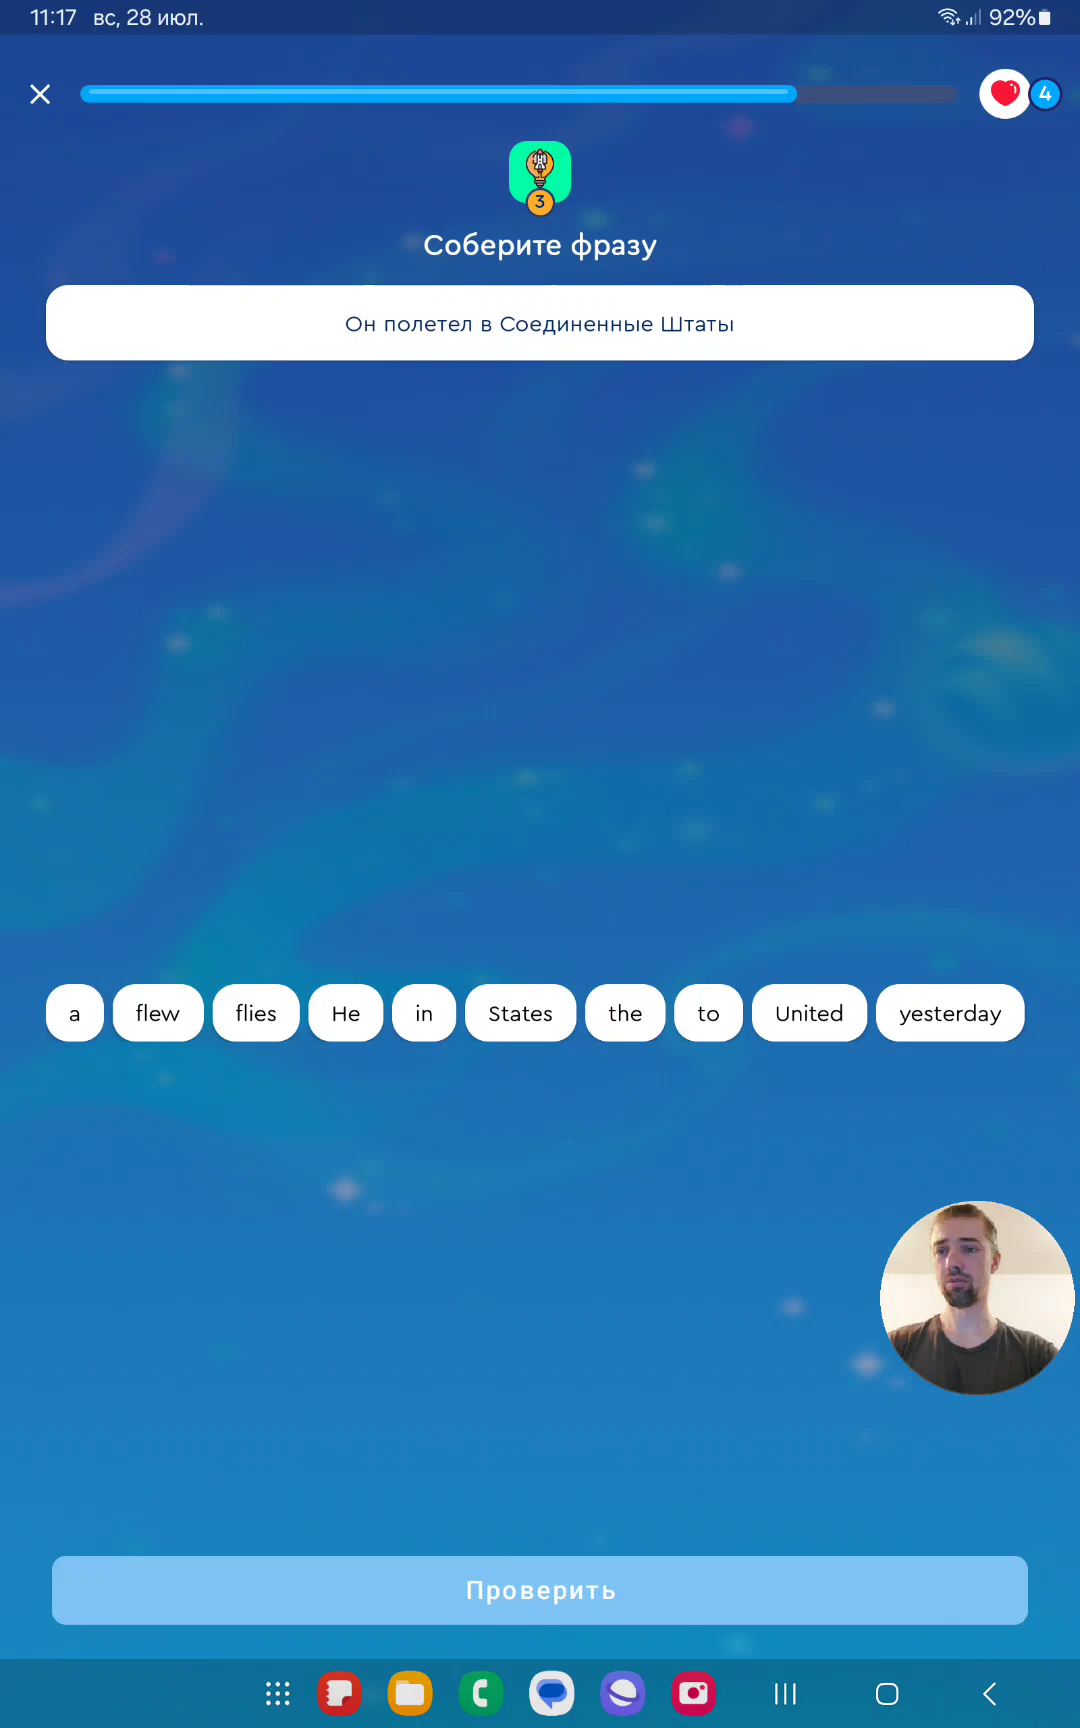 11:17 вс, 28 июл. 92%
4
3
Соберите фразу
Он полетел в Соединенные Штаты
a flew flies He in States the to United yesterday
Проверить